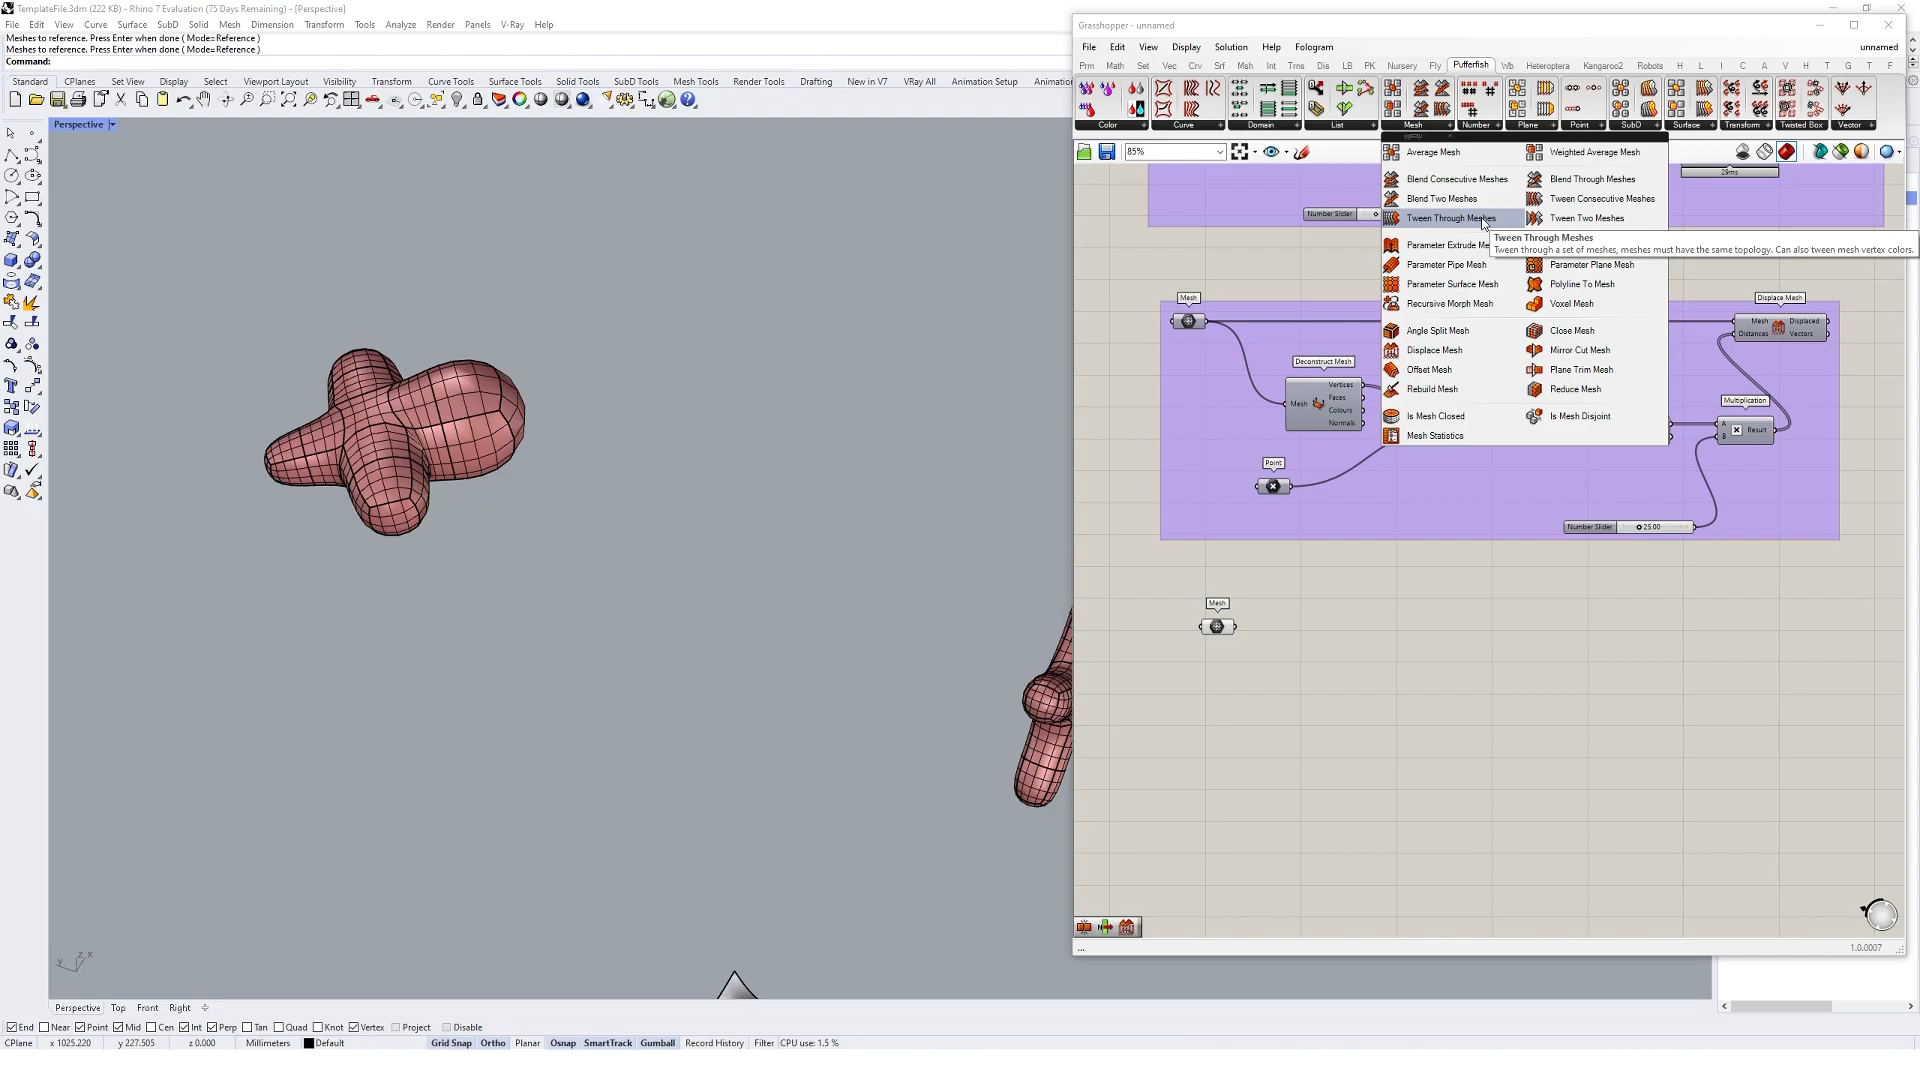 TemplateFile.3dm (222 KB) - Rhino 7 Evaluation (75 Days Remaining) - [Perspective]
File Edit View Curve Surface SubD Solid Mesh Dimension Transform Tools Analyze Render Panels V-Ray Help
Meshes to reference. Press Enter when done ( Mode=Reference )
Meshes to reference. Press Enter when done ( Mode=Reference )
Command:
Standard CPlanes Set View Display Select Viewport Layout Visibility Transform Curve Tools Surface Tools Solid Tools SubD Tools Mesh Tools Render Tools Drafting New in V7 VRay All Animation Setup Animation
Perspective
Grasshopper - unnamed
File Edit View Display Solution Help Fologram unnamed
Prm Math Set Vec Crv Srf Msh Int Trns Dis LB PK Nursery Fly Pufferfish Wb Heteroptera Kangaroo2 Robots H L I C A V H T G T F
Color Curve Domain List Mesh Number Plane Point SubD Surface Transform Twisted Box Vector
85%
Average Mesh Weighted Average Mesh
Blend Consecutive Meshes Blend Through Meshes
Blend Two Meshes Tween Consecutive Meshes
Tween Through Meshes Tween Two Meshes
Tween Through Meshes
Tween through a set of meshes, meshes must have the same topology. Can also tween mesh vertex colors.
Parameter Extrude Me
Parameter Pipe Mesh Parameter Plane Mesh
Parameter Surface Mesh Polyline To Mesh
Recursive Morph Mesh Voxel Mesh
Angle Split Mesh Close Mesh
Displace Mesh Mirror Cut Mesh
Offset Mesh Plane Trim Mesh
Rebuild Mesh Reduce Mesh
Is Mesh Closed Is Mesh Disjoint
Mesh Statistics
29ms
Number Slider
Mesh
Deconstruct Mesh
Mesh Vertices
Faces
Colours
Normals
Point
Displace Mesh
Mesh Displaced
Distances Vectors
Multiplication
A Result
B
Number Slider 25.00
Mesh
... 1.0.0007
z x
y
Perspective Top Front Right
End Near Point Mid Cen Int Perp Tan Quad Knot Vertex Project Disable
CPlane x 1025.220 y 227.505 z 0.000 Millimeters Default Grid Snap Ortho Planar Osnap SmartTrack Gumball Record History Filter CPU use: 1.5 %